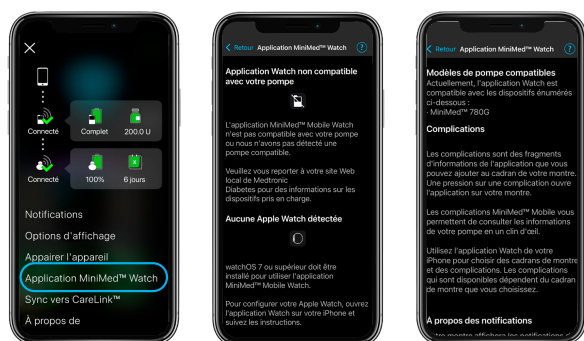 Connecté
Complet
200.0 U
Connecté
100%
6 jours
Notifications
Options d'affichage
Appairer l'appareil
Application MiniMed™ Watch
Sync vers CareLink™
À propos de
Retour Application MiniMed™ Watch ?
Application Watch non compatible
avec votre pompe
L'application MiniMed™ Mobile Watch
n'est pas compatible avec votre pompe
ou nous n'avons pas détecté une
pompe compatible.
Veuillez vous reporter à votre site Web
local de Medtronic
Diabetes pour des informations sur les
dispositifs pris en charge.
Aucune Apple Watch détectée
watchOS 7 ou supérieur doit être
installé pour utiliser l'application
MiniMed™ Mobile Watch.
Pour configurer votre Apple Watch, ouvrez
l'application Watch sur votre iPhone et
suivez les instructions.
Retour Application MiniMed™ Watch ?
Modèles de pompe compatibles
Actuellement, l'application Watch est
compatible avec les dispositifs énumérés
ci-dessous :
- MiniMed™ 780G
Complications
Les complications sont des fragments
d'informations de l'application que vous
pouvez ajouter au cadran de votre montre.
Une pression sur une complication ouvre
l'application sur votre montre.
Les complications MiniMed™ Mobile vous
permettent de consulter les informations
de votre pompe en un clin d'œil.
Utilisez l'application Watch de votre
iPhone pour choisir des cadrans de montre
et des complications. Les complications
qui sont disponibles dépendent du cadran
de montre que vous choisissez.
À propos des notifications